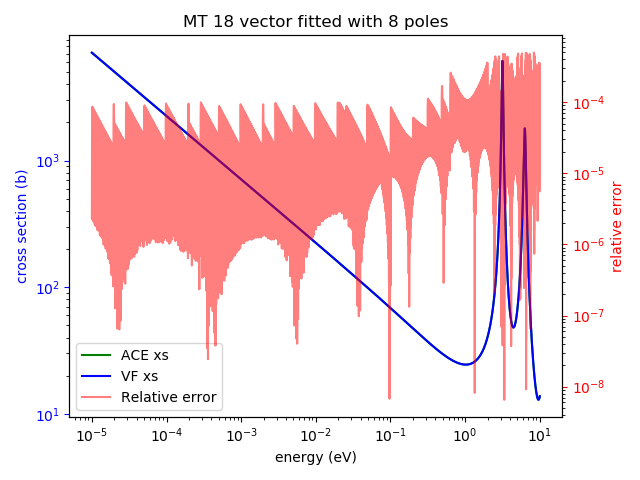 MT 18 vector fitted with 8 poles
cross section (b)
10³
10²
10¹
10⁻⁴
10⁻⁵
10⁻⁶
10⁻⁷
10⁻⁸
relative error
ACE xs
VF xs
Relative error
10⁻⁵ 10⁻⁴ 10⁻³ 10⁻² 10⁻¹ 10⁰ 10¹
energy (eV)